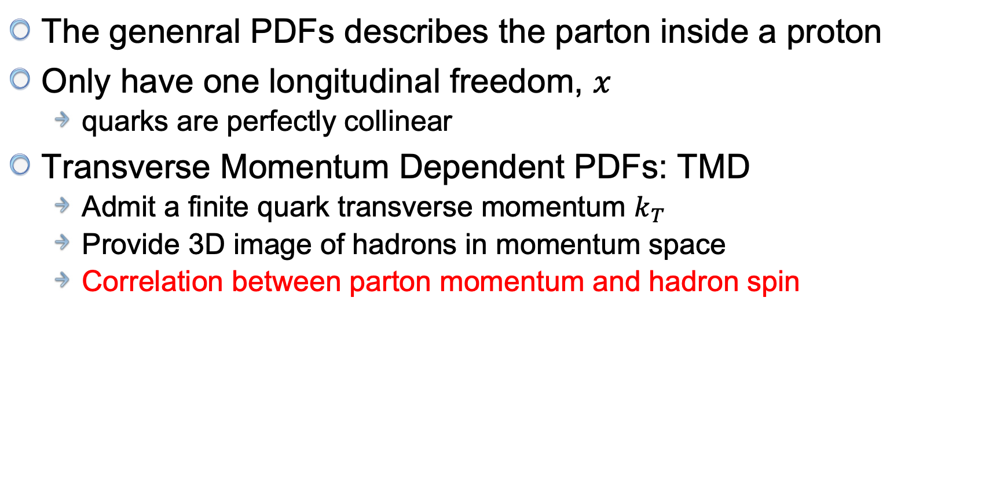 The genenral PDFs describes the parton inside a proton
Only have one longitudinal freedom, x
quarks are perfectly collinear
Transverse Momentum Dependent PDFs: TMD
Admit a finite quark transverse momentum k_T
Provide 3D image of hadrons in momentum space
Correlation between parton momentum and hadron spin